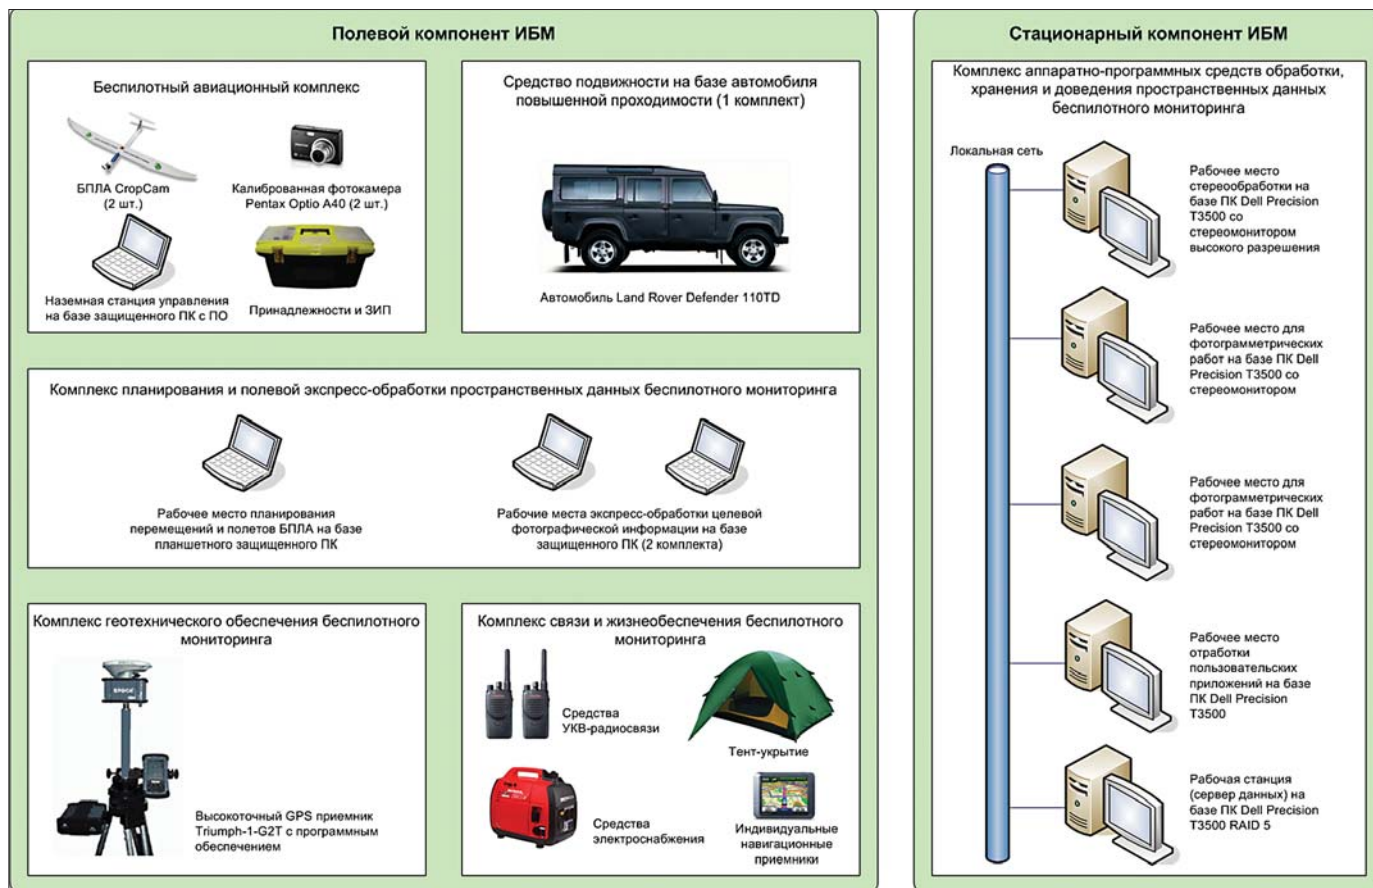 Полевой компонент ИБМ
Беспилотный авиационный комплекс
БПЛА CropCam
(2 шт.)
Калиброванная фотокамера
Pentax Optio A40 (2 шт.)
Наземная станция управления
на базе защищенного ПК с ПО
Принадлежности и ЗИП
Средство подвижности на базе автомобиля
повышенной проходимости (1 комплект)
Автомобиль Land Rover Defender 110TD
Комплекс планирования и полевой экспресс-обработки пространственных данных беспилотного мониторинга
Рабочее место планирования
перемещений и полетов БПЛА на базе
планшетного защищенного ПК
Рабочие места экспресс-обработки целевой
фотографической информации на базе
защищенного ПК (2 комплекта)
Комплекс геотехнического обеспечения беспилотного
мониторинга
Высокоточный GPS приемник
Triumph-1-G2T с программным
обеспечением
Комплекс связи и жизнеобеспечения беспилотного
мониторинга
Средства
УКВ-радиосвязи
Тент-укрытие
Средства
электроснабжения
Индивидуальные
навигационные
приемники
Стационарный компонент ИБМ
Комплекс аппаратно-программных средств обработки,
хранения и доведения пространственных данных
беспилотного мониторинга
Локальная сеть
Рабочее место
стереообработки на
базе ПК Dell Precision
T3500 со
стереомонитором
высокого разрешения
Рабочее место для
фотограмметрических
работ на базе ПК Dell
Precision T3500 со
стереомонитором
Рабочее место для
фотограмметрических
работ на базе ПК Dell
Precision T3500 со
стереомонитором
Рабочее место
отработки
пользовательских
приложений на базе
ПК Dell Precision
T3500
Рабочая станция
(сервер данных) на
базе ПК Dell Precision
T3500 RAID 5